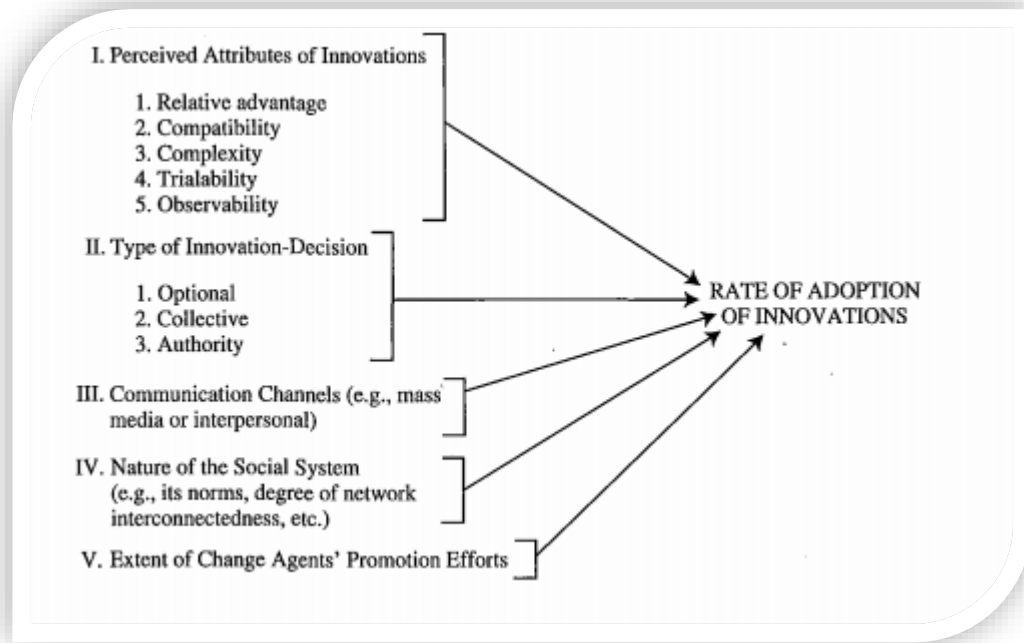 I. Perceived Attributes of Innovations
1. Relative advantage
2. Compatibility
3. Complexity
4. Trialability
5. Observability
II. Type of Innovation-Decision
1. Optional
2. Collective
3. Authority
III. Communication Channels (e.g., mass
media or interpersonal)
IV. Nature of the Social System
(e.g., its norms, degree of network
interconnectedness, etc.)
V. Extent of Change Agents' Promotion Efforts
RATE OF ADOPTION
OF INNOVATIONS